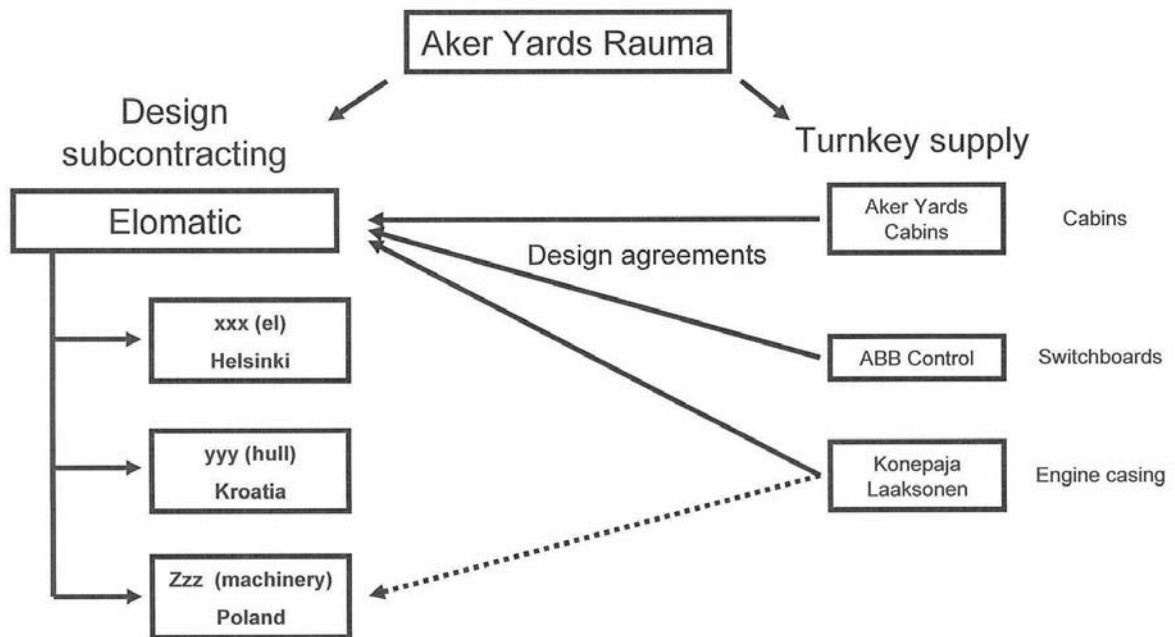 Aker Yards Rauma
Design
subcontracting
Turnkey supply
Elomatic
Aker Yards
Cabins
Cabins
Design agreements
xxx (el)
Helsinki
ABB Control
Switchboards
yyy (hull)
Kroatia
Konepaja
Laaksonen
Engine casing
Zzz (machinery)
Poland